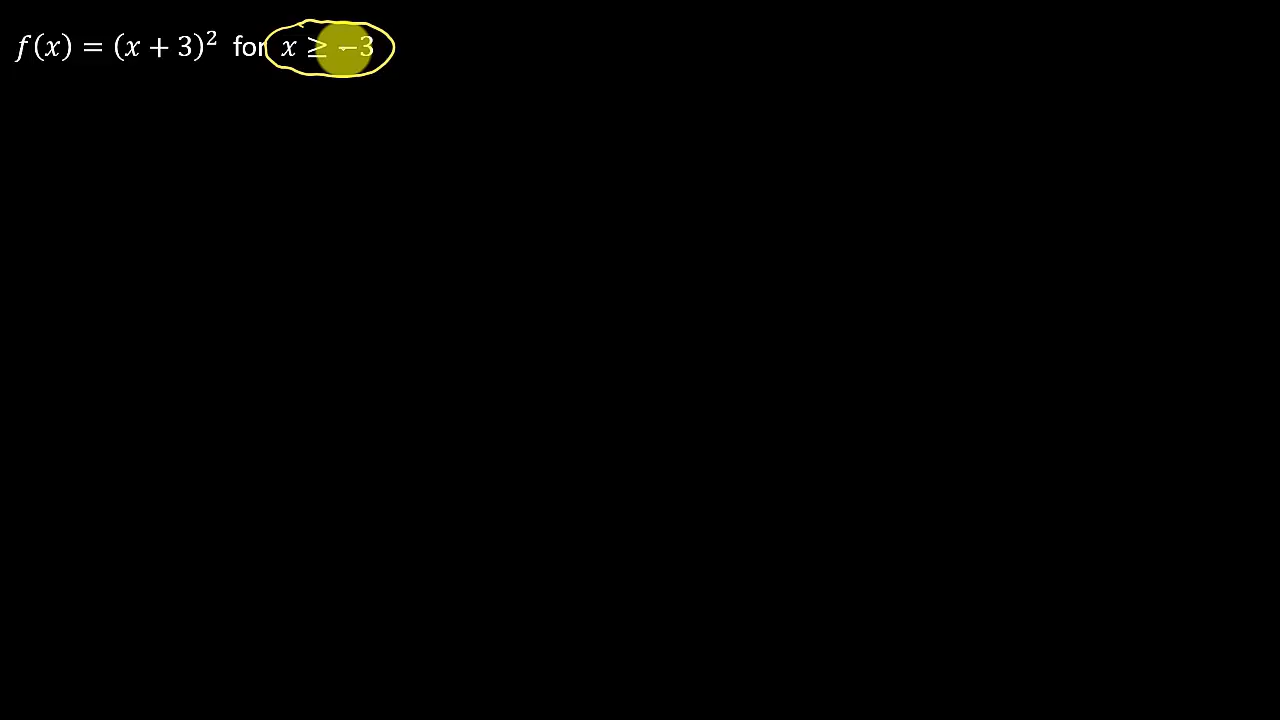 f(x) = (x + 3)² for x ≥ −3